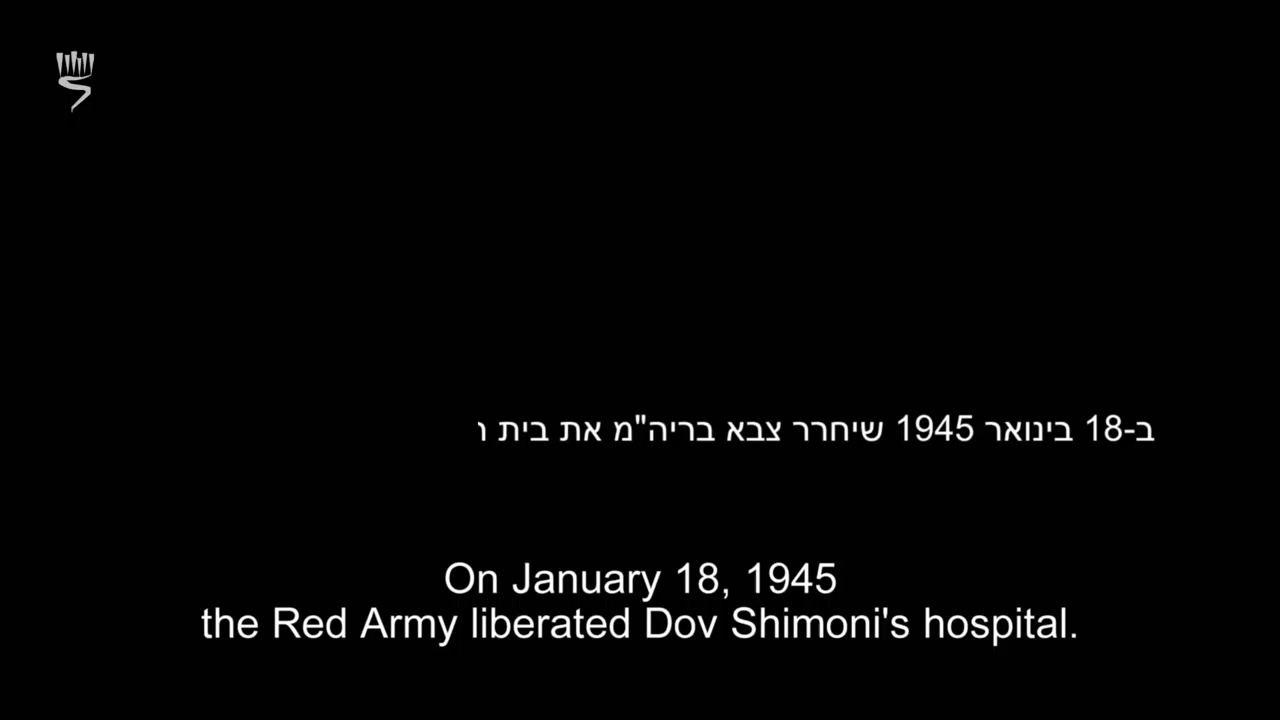 ב-18 בינואר 1945 שיחרר צבא בריה"מ את בית
On January 18, 1945
the Red Army liberated Dov Shimoni's hospital.